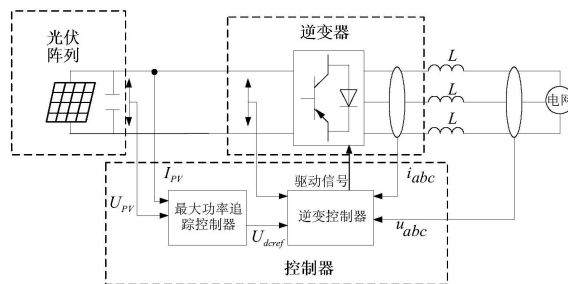 光伏
阵列
逆变器
L
L
L
电网
I_PV
U_PV
驱动信号
i_abc
最大功率追
踪控制器
U_dcref
逆变控制器
u_abc
控制器